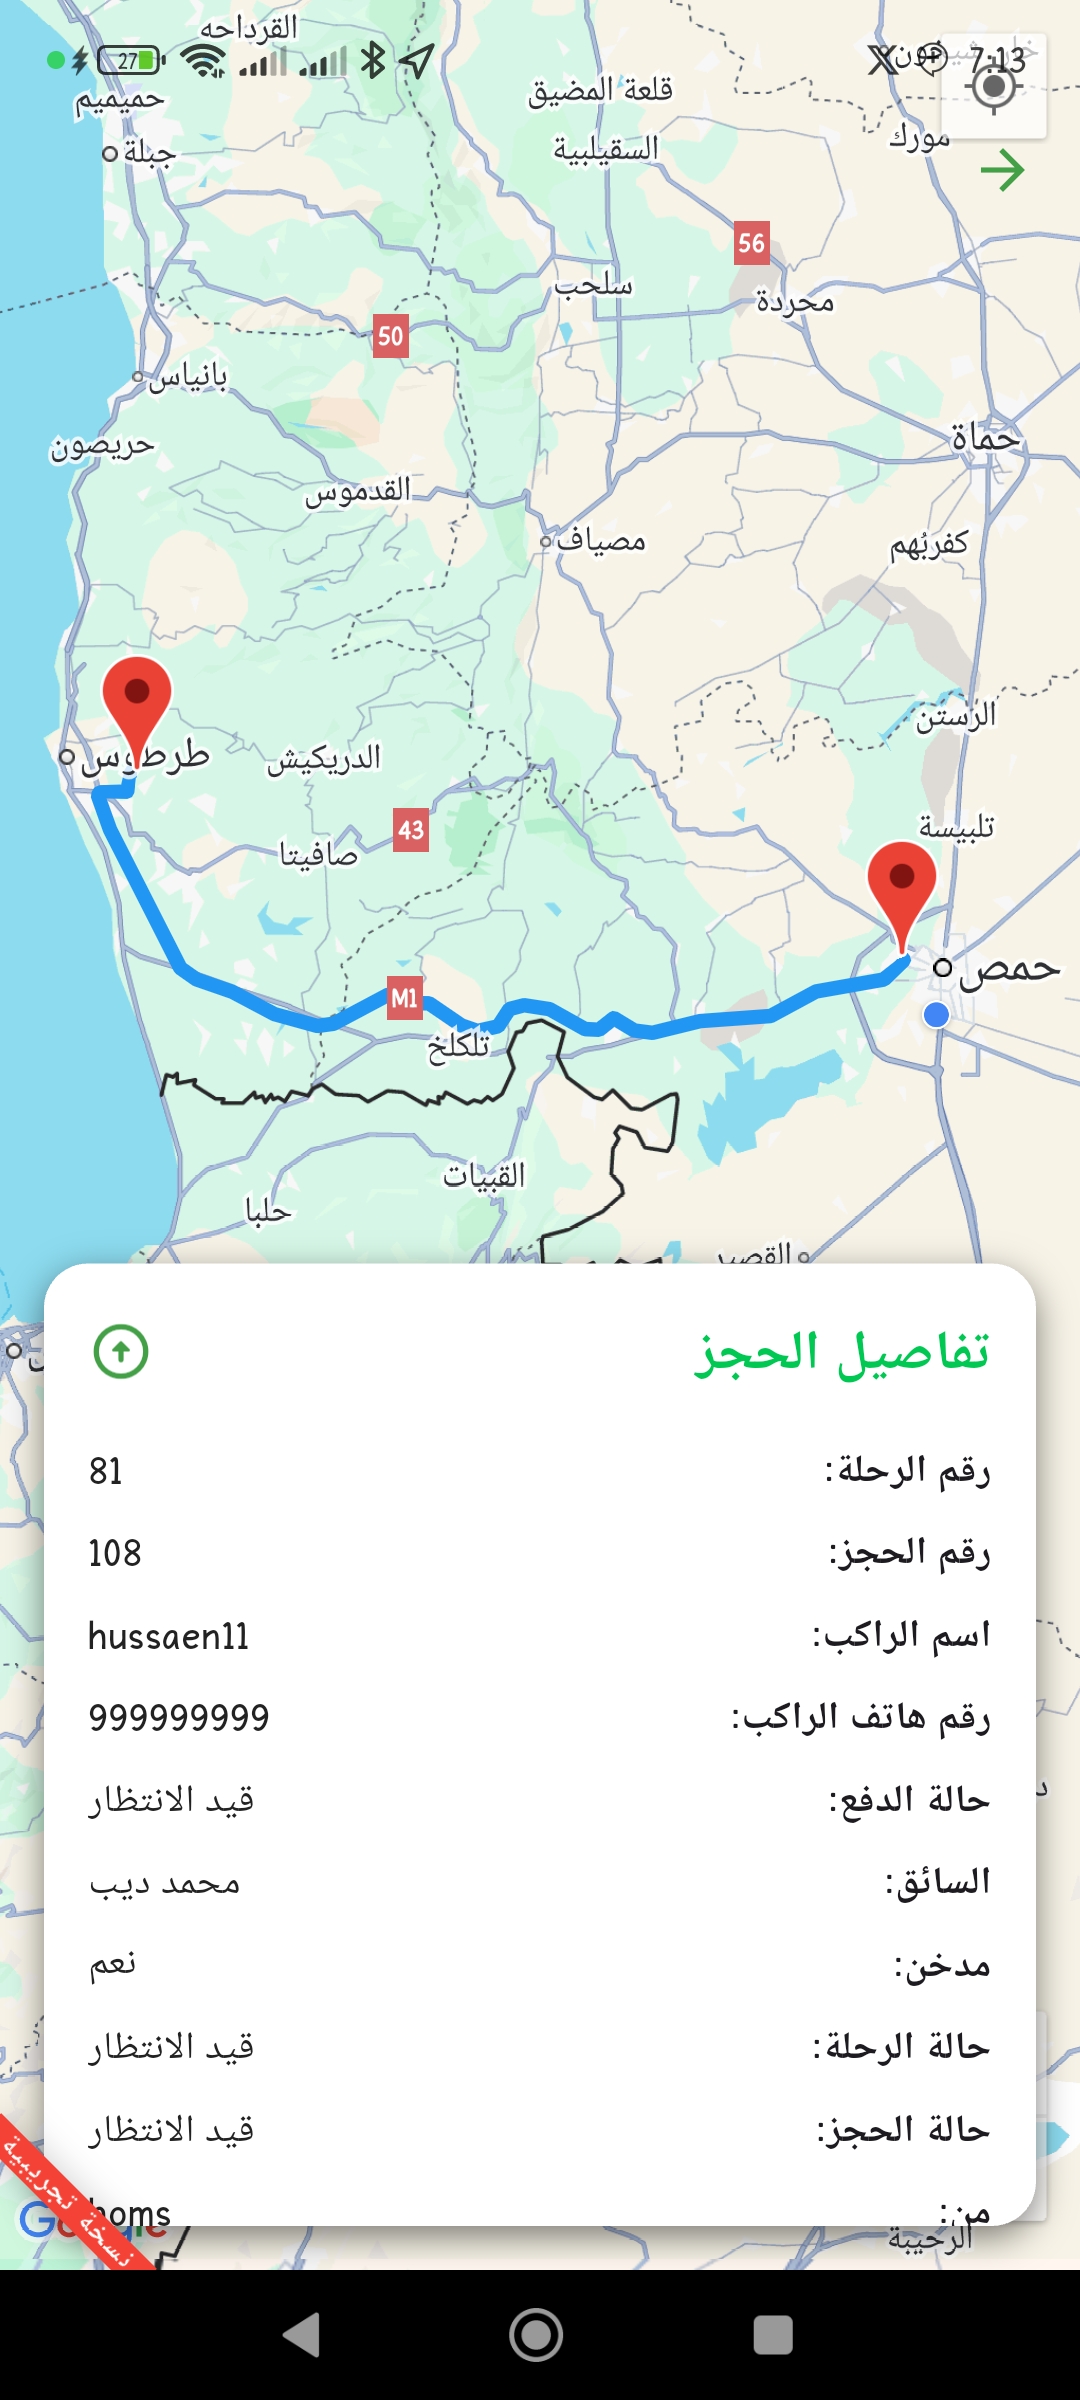 القرداحه
27
7:13
حميميم
قلعة المضيق
جبلة
السقيلبية
مورك
56
سلحب
محردة
50
بانياس
حريصون
حماة
القدموس
مصياف
كفربُهم
الرستن
طرطوس
الدريكيش
43
صافيتا
تلبيسة
حمص
M1
تلكلخ
القبيات
حلبا
القصير
تفاصيل الحجز
رقم الرحلة: 81
رقم الحجز: 108
اسم الراكب: hussaen11
رقم هاتف الراكب: 999999999
حالة الدفع: قيد الانتظار
السائق: محمد ديب
مدخن: نعم
حالة الرحلة: قيد الانتظار
حالة الحجز: قيد الانتظار
من: homs
نسخة تجريبية
Google
الرحيبة